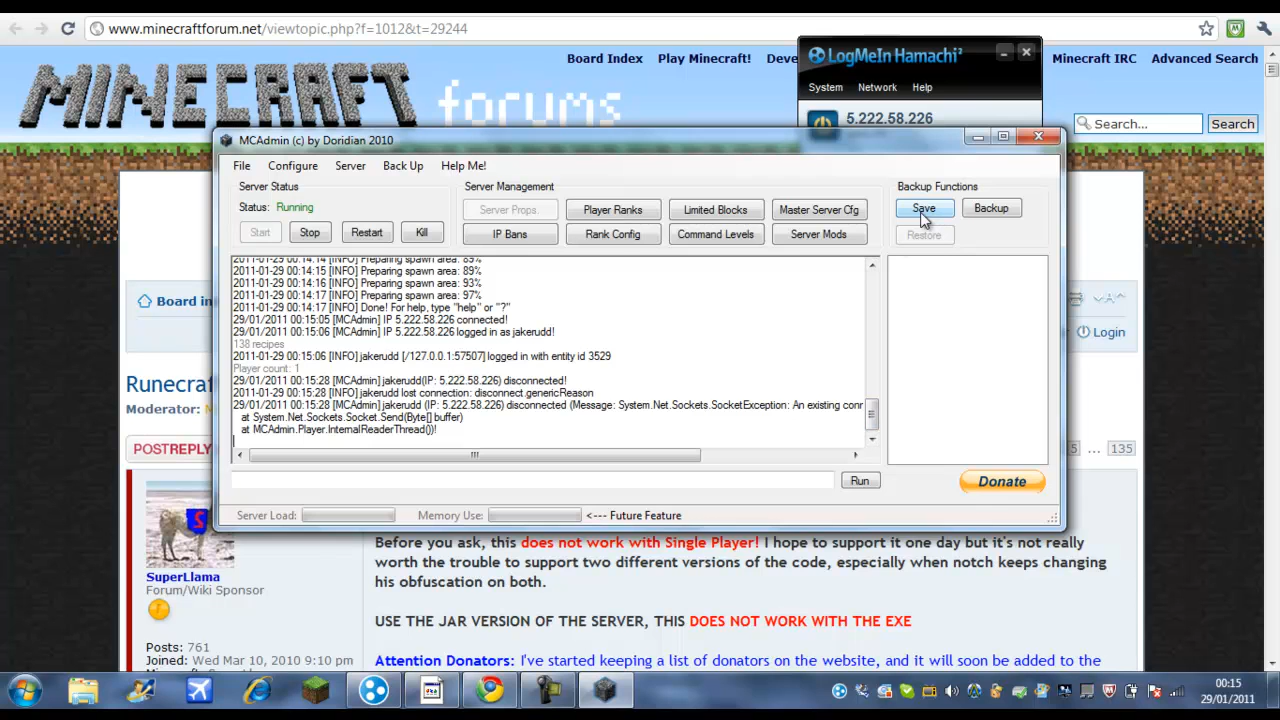 www.minecraftforum.net/viewtopic.php?f=1012&t=29244
Board Index Play Minecraft! Deve
LogMeIn Hamachi²
Minecraft IRC Advanced Search
System Network Help
5.222.58.226
MINECRAFT forums
Search... Search
MCAdmin (c) by Doridian 2010
File Configure Server Back Up Help Me!
Server Status Server Management Backup Functions
Status: Running
Server Props. Player Ranks Limited Blocks Master Server Cfg Save Backup
Start Stop Restart Kill IP Bans Rank Config Command Levels Server Mods Restore
2011-01-29 00:14:14 [INFO] Preparing spawn area: 89%
2011-01-29 00:14:15 [INFO] Preparing spawn area: 89%
2011-01-29 00:14:16 [INFO] Preparing spawn area: 93%
2011-01-29 00:14:17 [INFO] Preparing spawn area: 97%
2011-01-29 00:14:17 [INFO] Done! For help, type "help" or "?"
29/01/2011 00:15:05 [MCAdmin] IP 5.222.58.226 connected!
29/01/2011 00:15:06 [MCAdmin] IP 5.222.58.226 logged in as jakerudd!
138 recipes
2011-01-29 00:15:06 [INFO] jakerudd [/127.0.0.1:57507] logged in with entity id 3529
Player count: 1
29/01/2011 00:15:28 [MCAdmin] jakerudd(IP: 5.222.58.226) disconnected!
2011-01-29 00:15:28 [INFO] jakerudd lost connection: disconnect.genericReason
29/01/2011 00:15:28 [MCAdmin] jakerudd (IP: 5.222.58.226) disconnected (Message: System.Net.Sockets.SocketException: An existing conr
at System.Net.Sockets.Socket.Send(Byte[] buffer)
at MCAdmin.Player.InternalReaderThread())!
Run
Donate
Server Load: Memory Use: <--- Future Feature
Board in
Login
Runecraf
Moderator:
POSTREPLY
5 ... 135
SuperLlama
Forum/Wiki Sponsor
Posts: 761
Joined: Wed Mar 10, 2010 9:10 pm
Before you ask, this does not work with Single Player! I hope to support it one day but it's not really
worth the trouble to support two different versions of the code, especially when notch keeps changing
his obfuscation on both.
USE THE JAR VERSION OF THE SERVER, THIS DOES NOT WORK WITH THE EXE
Attention Donators: I've started keeping a list of donators on the website, and it will soon be added to the
00:15
29/01/2011